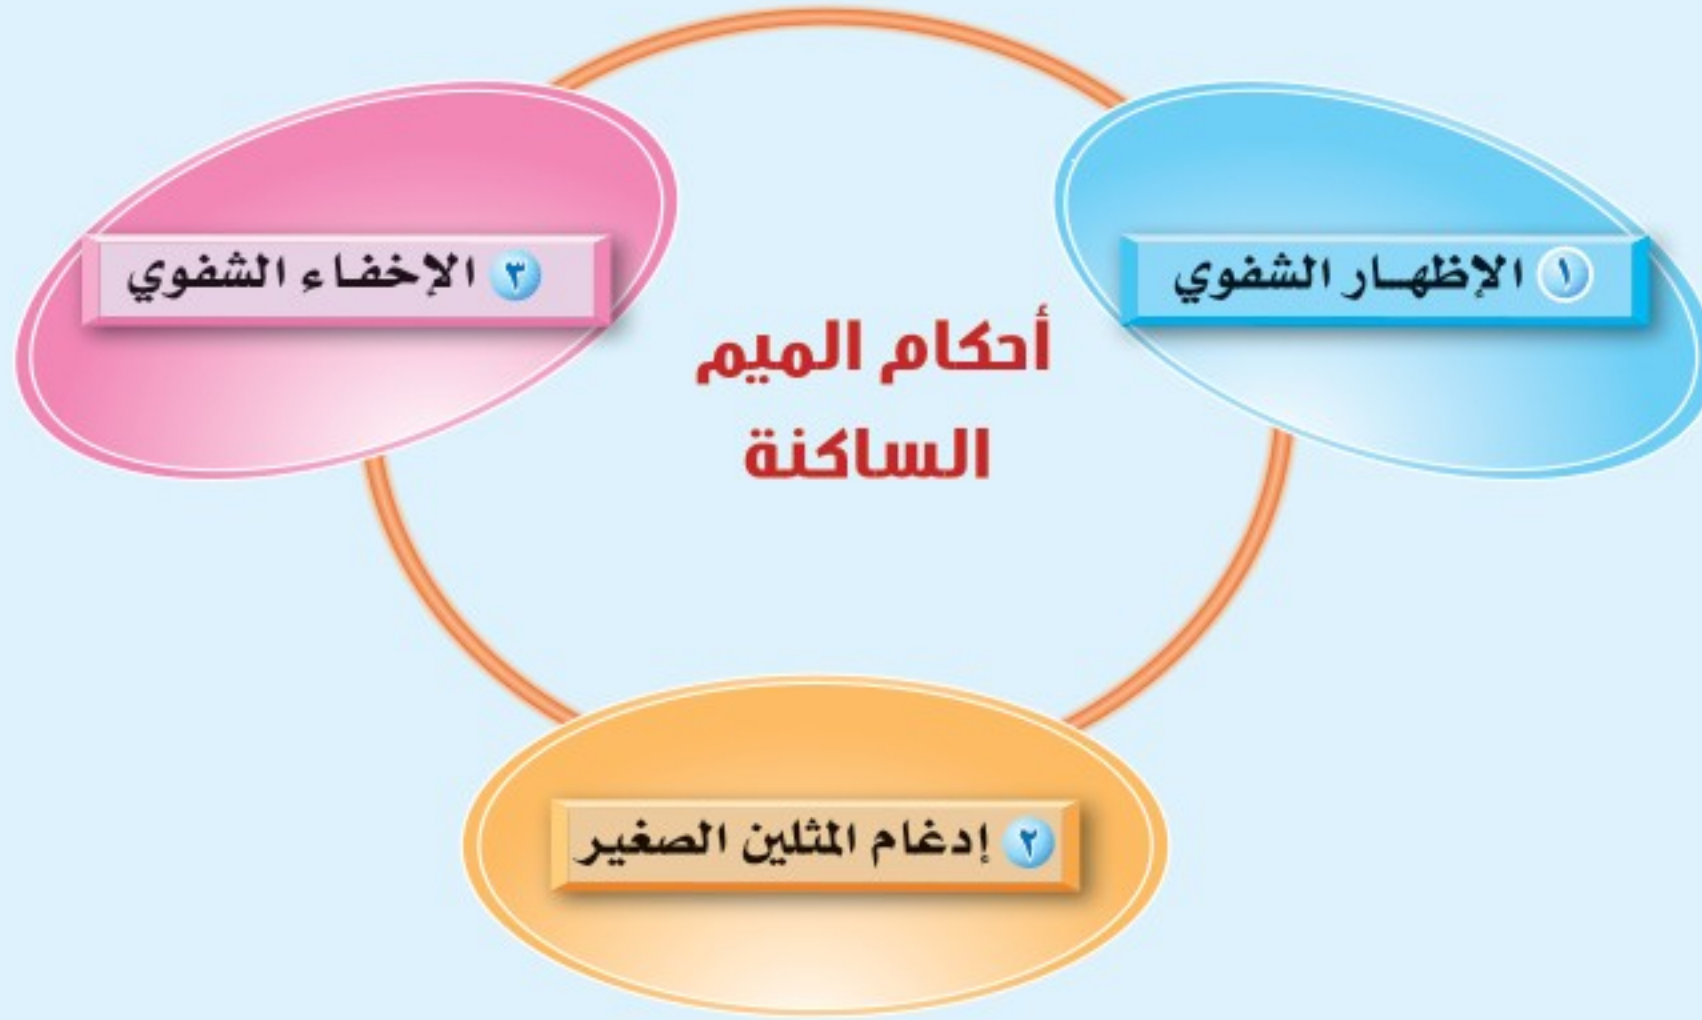 أحكام الميم
الساكنة
١ الإظهار الشفوي
٢ إدغام المثلين الصغير
٣ الإخفاء الشفوي